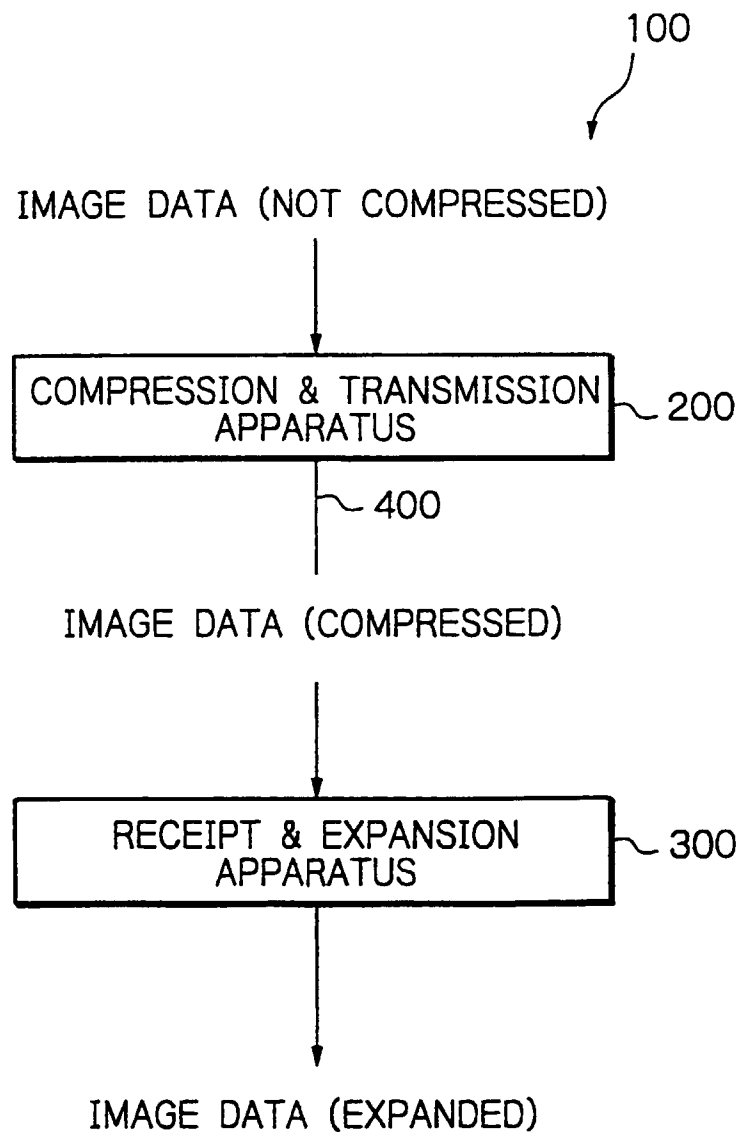 100
IMAGE DATA (NOT COMPRESSED)
COMPRESSION & TRANSMISSION
APPARATUS
200
400
IMAGE DATA (COMPRESSED)
RECEIPT & EXPANSION
APPARATUS
300
IMAGE DATA (EXPANDED)